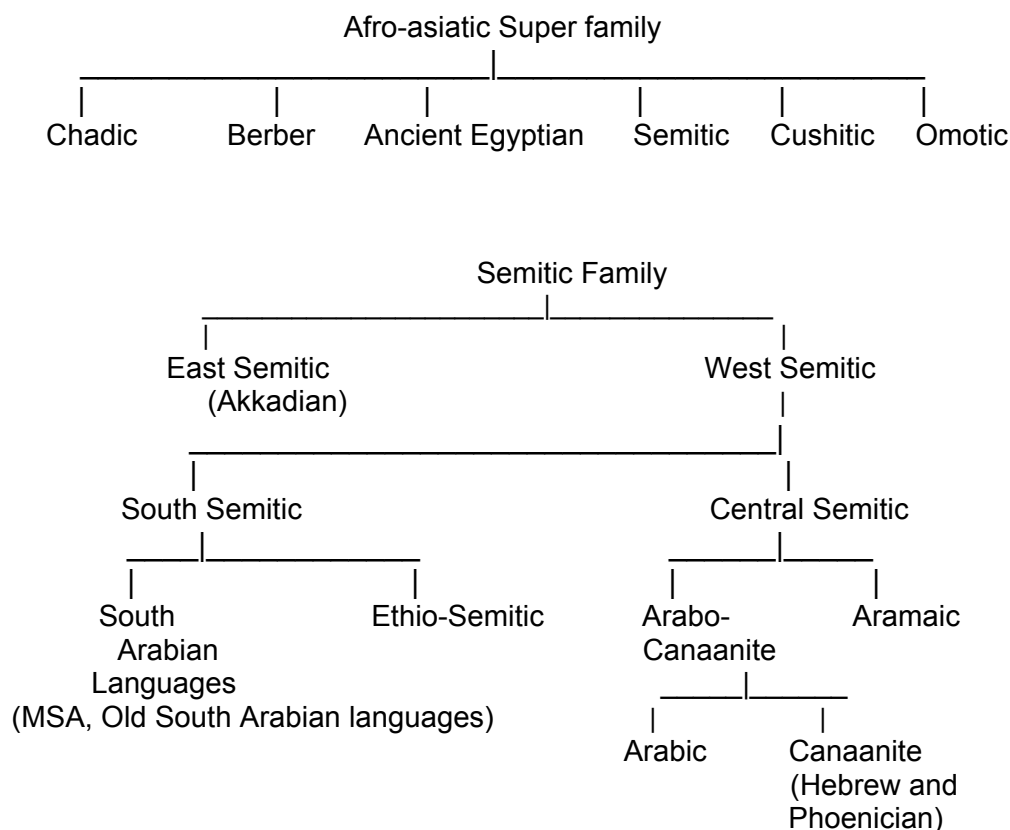 Afro-asiatic Super family
Chadic Berber Ancient Egyptian Semitic Cushitic Omotic
Semitic Family
East Semitic West Semitic
(Akkadian)
South Semitic Central Semitic
South Ethio-Semitic Arabo- Aramaic
Arabian Canaanite
Languages
(MSA, Old South Arabian languages)
Arabic Canaanite
(Hebrew and
Phoenician)